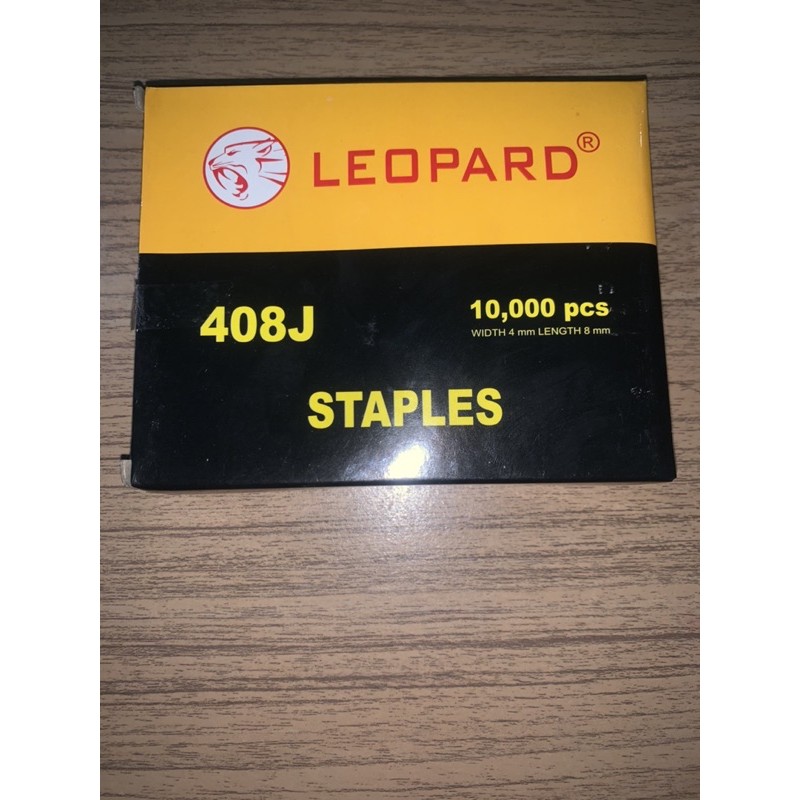 LEOPARD®
408J
10,000 pcs
WIDTH 4 mm LENGTH 8 mm
STAPLES